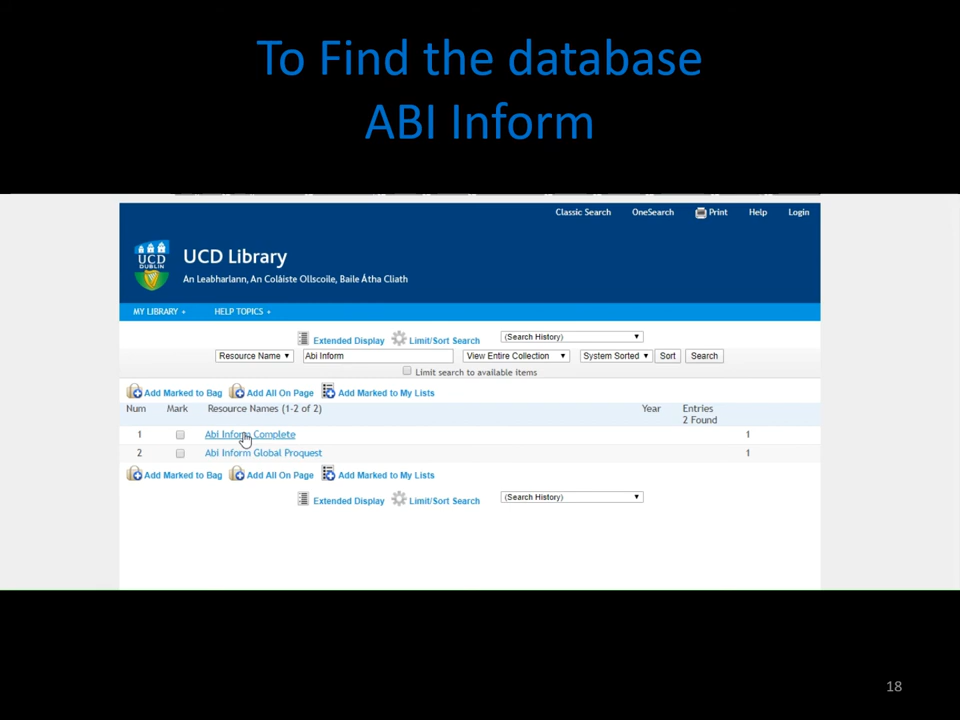 To Find the database
ABI Inform
Classic Search OneSearch Print Help Login
UCD DUBLIN
UCD Library
An Leabharlann, An Coláiste Ollscoile, Baile Átha Cliath
MY LIBRARY + HELP TOPICS +
Extended Display Limit/Sort Search (Search History)
Resource Name Abi Inform View Entire Collection System Sorted Sort Search
Limit search to available items
Add Marked to Bag Add All On Page Add Marked to My Lists
Num Mark Resource Names (1-2 of 2) Year Entries
2 Found
1 Abi Inform Complete 1
2 Abi Inform Global Proquest 1
Add Marked to Bag Add All On Page Add Marked to My Lists
Extended Display Limit/Sort Search (Search History)
18